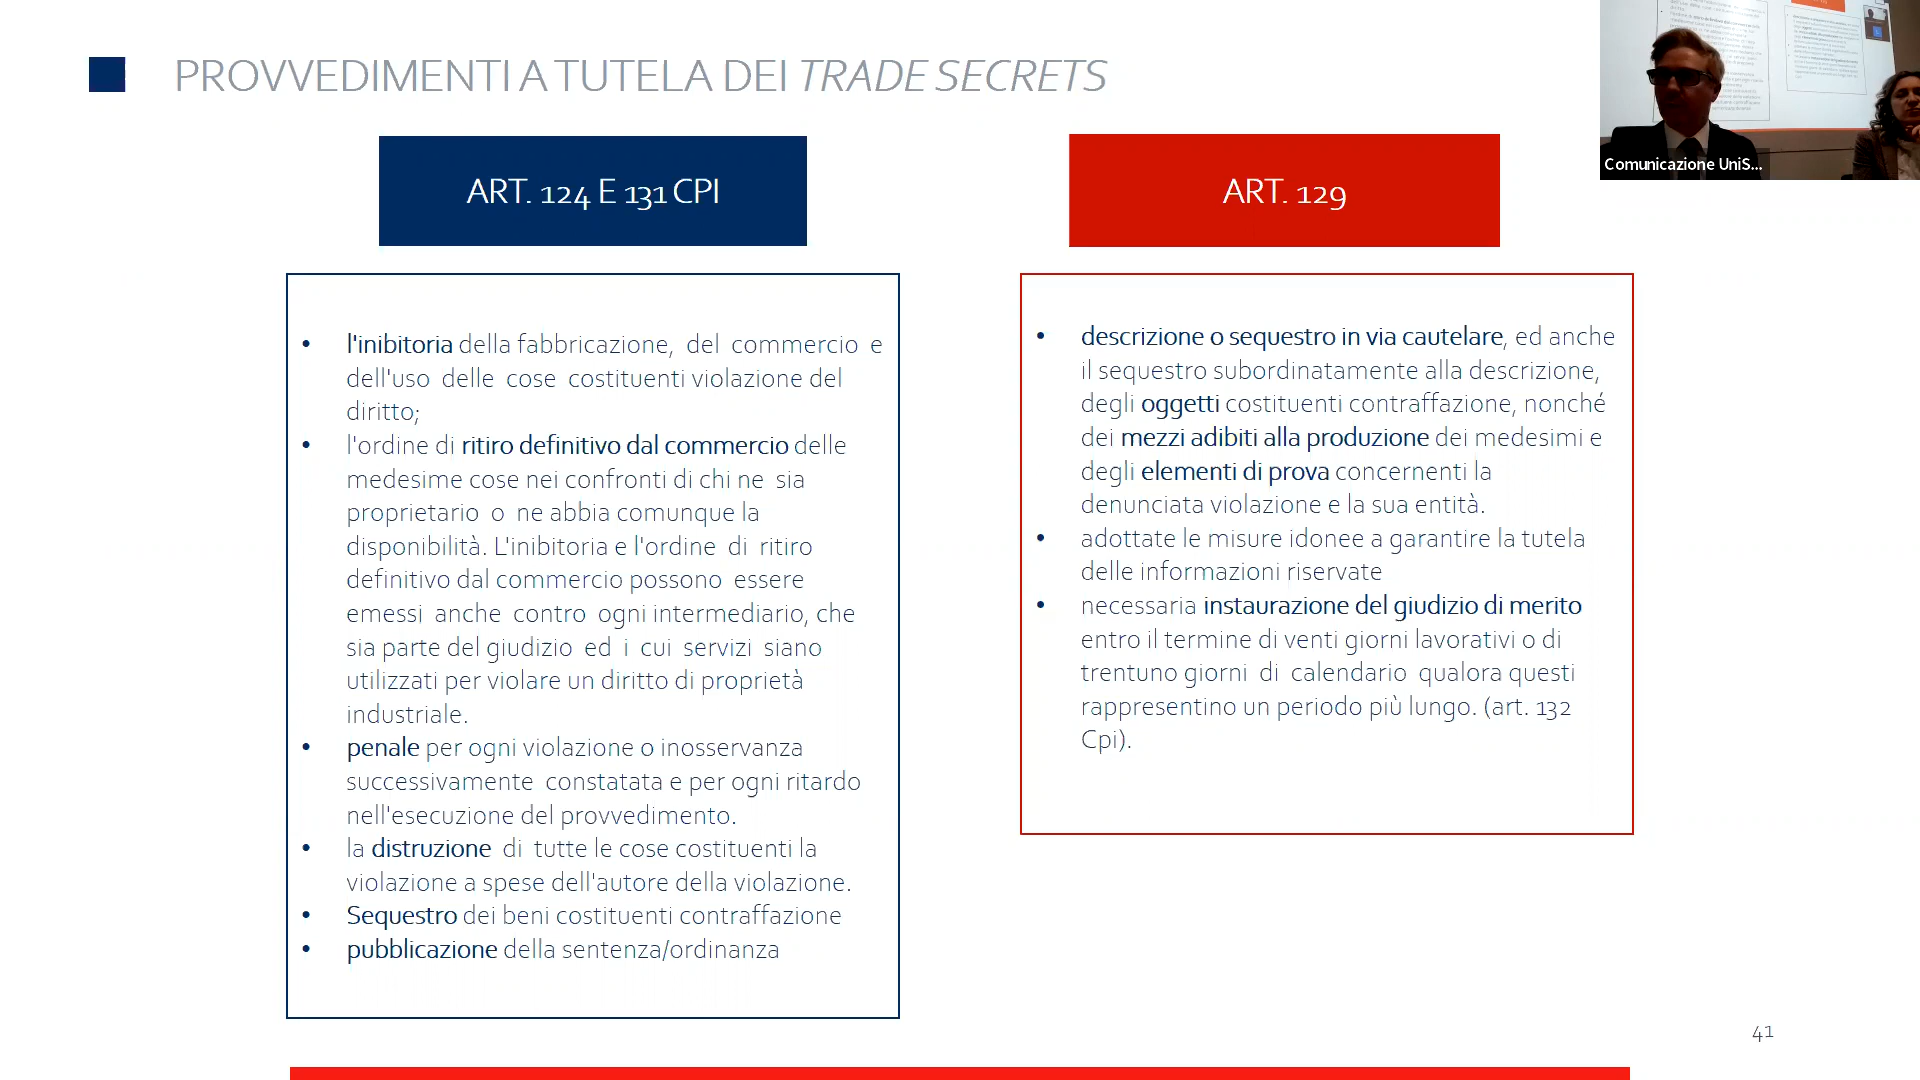 PROVVEDIMENTI A TUTELA DEI TRADE SECRETS
Comunicazione UniS...
ART. 124 E 131 CPI
• l'inibitoria della fabbricazione, del commercio e
dell'uso delle cose costituenti violazione del
diritto;
• l'ordine di ritiro definitivo dal commercio delle
medesime cose nei confronti di chi ne sia
proprietario o ne abbia comunque la
disponibilità. L'inibitoria e l'ordine di ritiro
definitivo dal commercio possono essere
emessi anche contro ogni intermediario, che
sia parte del giudizio ed i cui servizi siano
utilizzati per violare un diritto di proprietà
industriale.
• penale per ogni violazione o inosservanza
successivamente constatata e per ogni ritardo
nell'esecuzione del provvedimento.
• la distruzione di tutte le cose costituenti la
violazione a spese dell'autore della violazione.
• Sequestro dei beni costituenti contraffazione
• pubblicazione della sentenza/ordinanza
ART. 129
• descrizione o sequestro in via cautelare, ed anche
il sequestro subordinatamente alla descrizione,
degli oggetti costituenti contraffazione, nonché
dei mezzi adibiti alla produzione dei medesimi e
degli elementi di prova concernenti la
denunciata violazione e la sua entità.
• adottate le misure idonee a garantire la tutela
delle informazioni riservate
• necessaria instaurazione del giudizio di merito
entro il termine di venti giorni lavorativi o di
trentuno giorni di calendario qualora questi
rappresentino un periodo più lungo. (art. 132
Cpi).
41